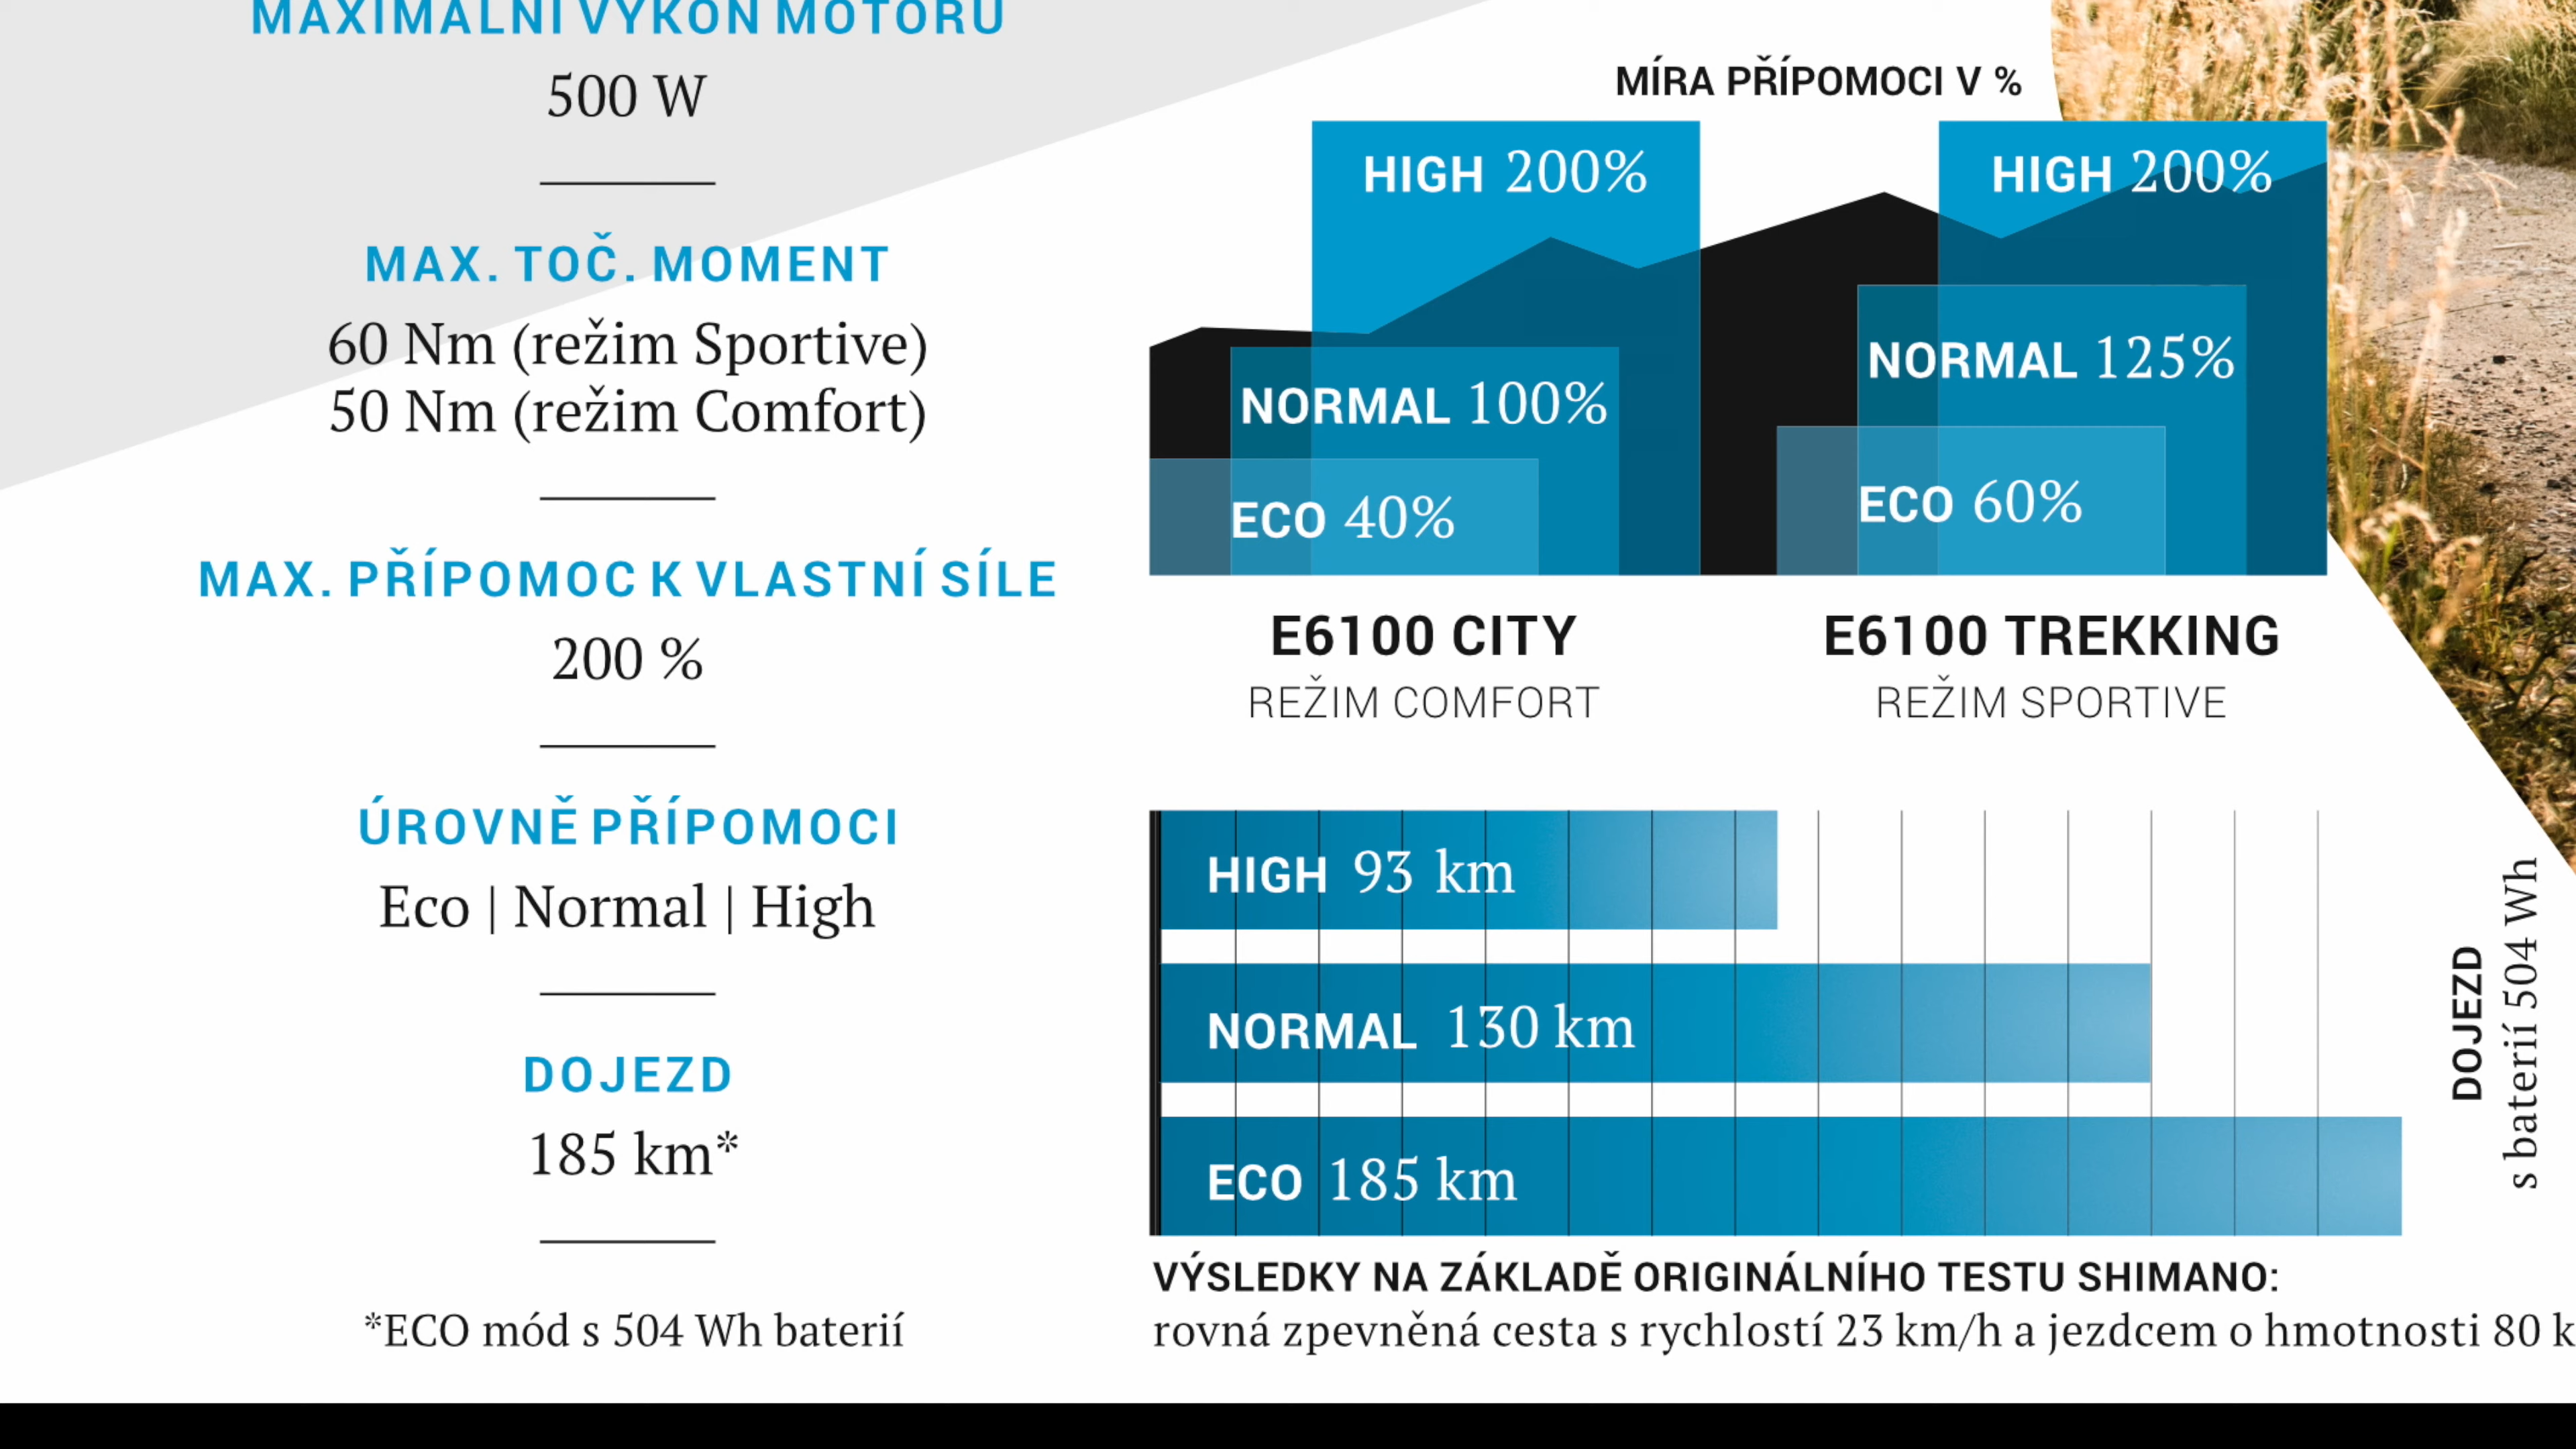 MAXIMÁLNÍ VÝKON MOTORU
500 W
MAX. TOČ. MOMENT
60 Nm (režim Sportive)
50 Nm (režim Comfort)
MAX. PŘÍPOMOC K VLASTNÍ SÍLE
200 %
ÚROVNĚ PŘÍPOMOCI
Eco | Normal | High
DOJEZD
185 km*
*ECO mód s 504 Wh baterií
MÍRA PŘÍPOMOCI V %
HIGH 200%
NORMAL 100%
ECO 40%
E6100 CITY
REŽIM COMFORT
HIGH 200%
NORMAL 125%
ECO 60%
E6100 TREKKING
REŽIM SPORTIVE
HIGH 93 km
NORMAL 130 km
ECO 185 km
DOJEZD
s baterií 504 Wh
VÝSLEDKY NA ZÁKLADĚ ORIGINÁLNÍHO TESTU SHIMANO:
rovná zpevněná cesta s rychlostí 23 km/h a jezdcem o hmotnosti 80 k